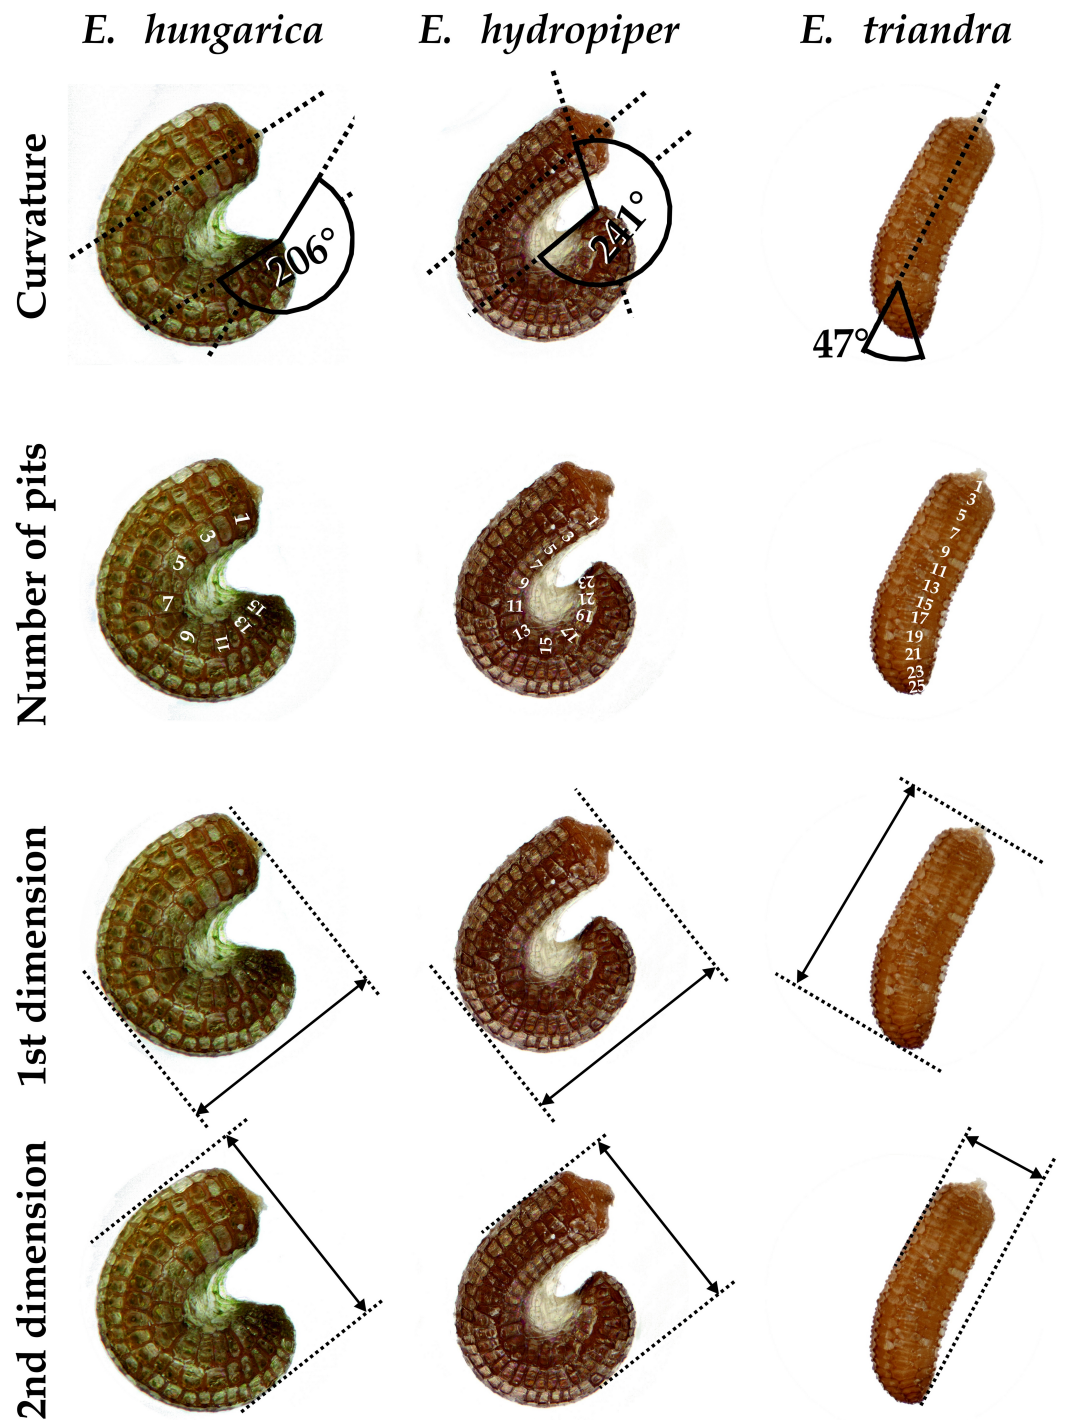 E. hungarica E. hydropiper E. triandra
Curvature
206°
241°
47°
Number of pits
1 3 5 7 9 11 13 15
1 3 5 7 9 11 13 15 17 19 21 23
1 3 5 7 9 11 13 15 17 19 21 23 25
1st dimension
2nd dimension